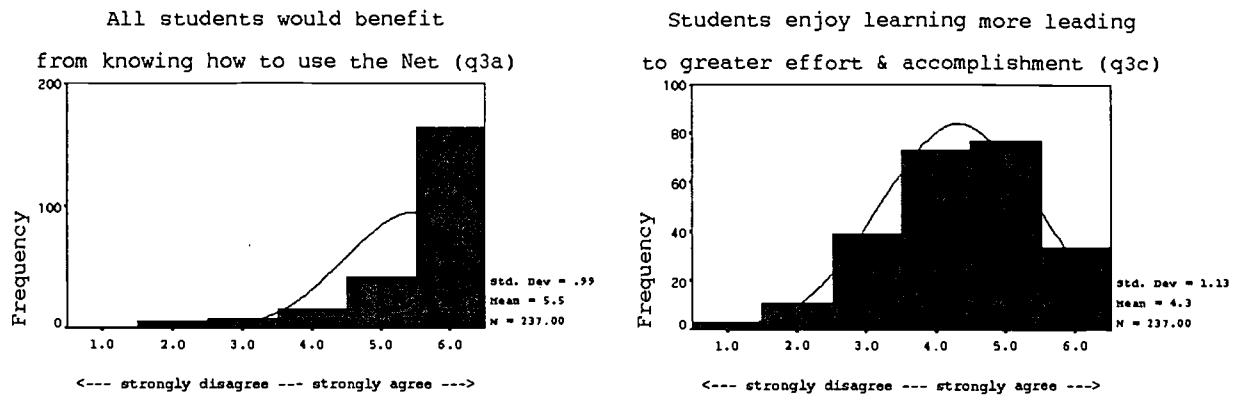 All students would benefit
from knowing how to use the Net (q3a)
200
100
0
Frequency
1.0 2.0 3.0 4.0 5.0 6.0
Std. Dev = .99
Mean = 5.5
N = 237.00
<--- strongly disagree --- strongly agree --->
Students enjoy learning more leading
to greater effort & accomplishment (q3c)
100
80
60
40
20
0
Frequency
1.0 2.0 3.0 4.0 5.0 6.0
Std. Dev = 1.13
Mean = 4.3
N = 237.00
<--- strongly disagree --- strongly agree --->